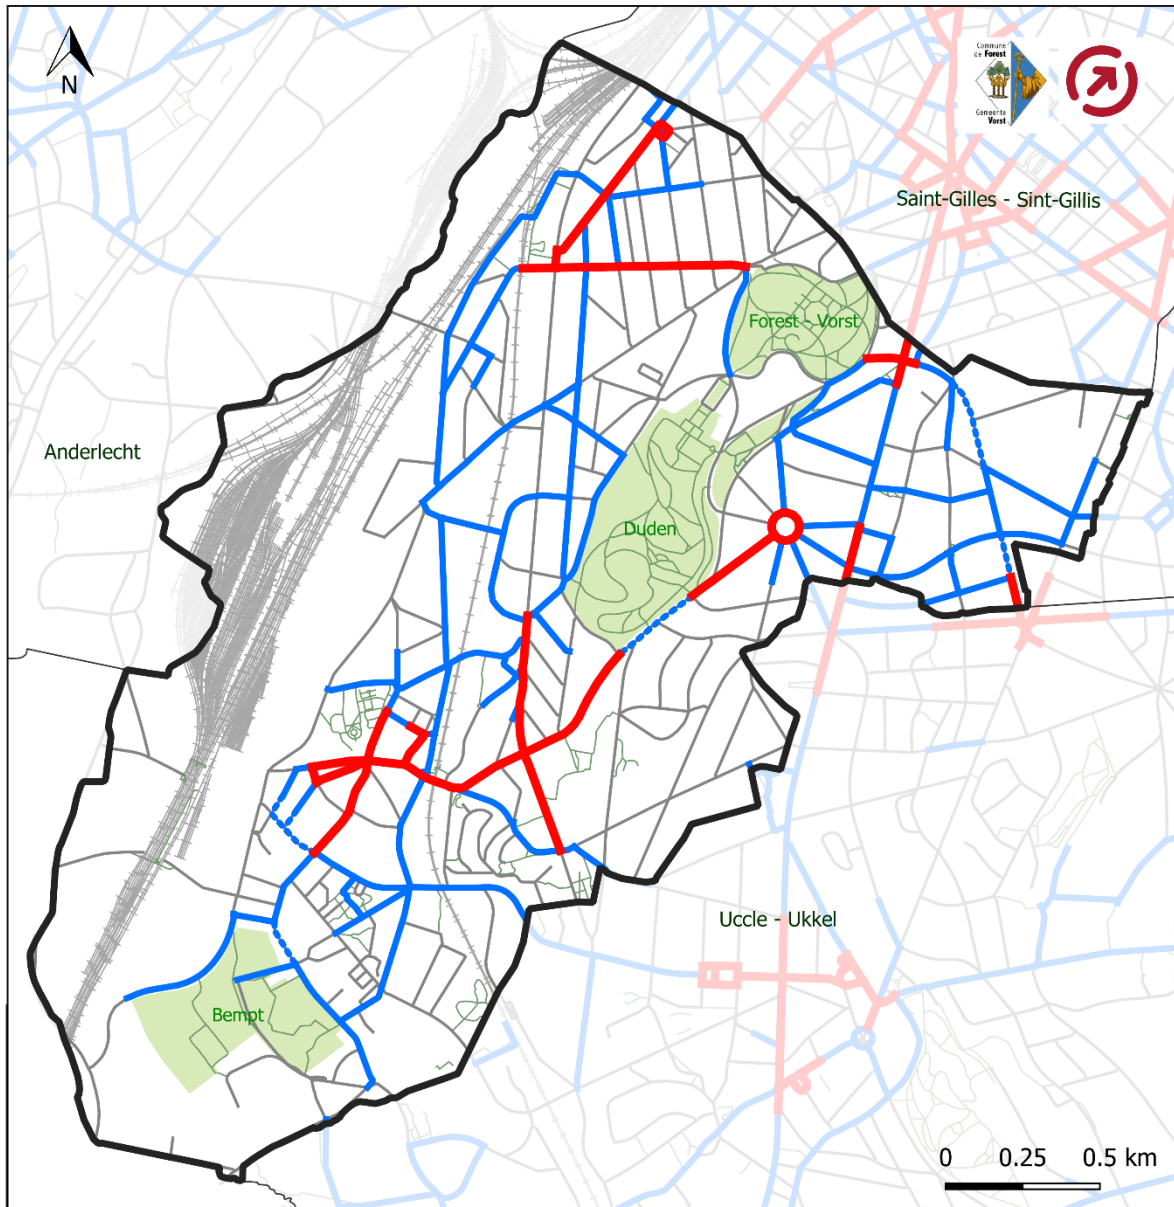 N
Commune
de Forest
Gemeente
Vorst
Saint-Gilles - Sint-Gillis
Forest - Vorst
Anderlecht
Duden
Uccle - Ukkel
Bempt
0 0.25 0.5 km